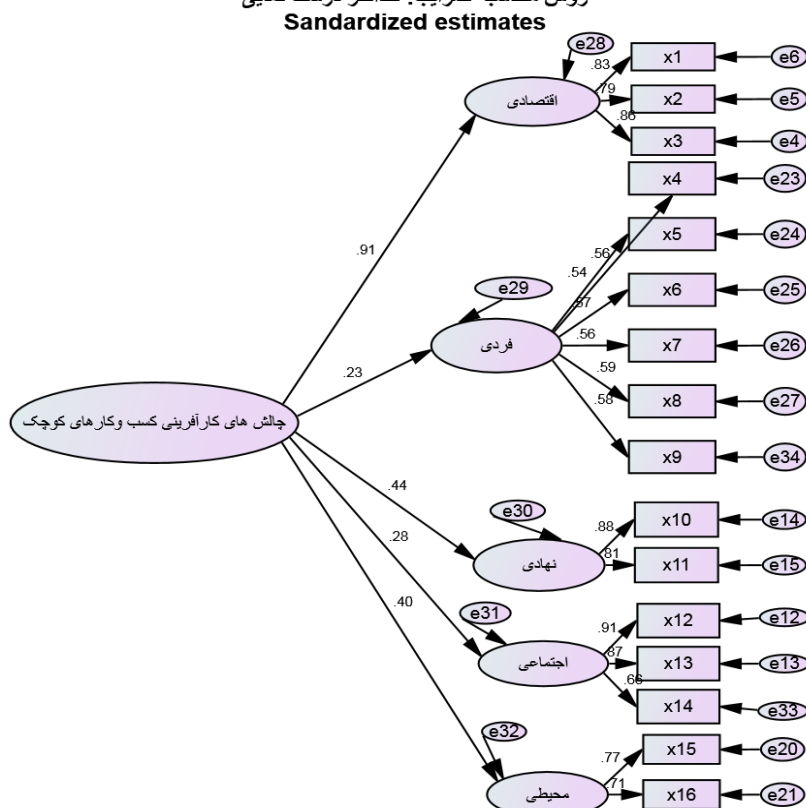 Sandardized estimates
e28
.83
x1
e6
.79
x2
e5
اقتصادی
.86
x3
e4
x4
e23
.91
.56
x5
e24
.54
e29
.57
x6
e25
فردی
.56
x7
e26
.23
.59
x8
e27
.58
x9
e34
چالش های کارآفرینی کسب وکارهای کوچک
.44
e30
.88
x10
e14
.28
نهادی
.81
x11
e15
.40
e31
.91
x12
e12
اجتماعی
.87
x13
e13
.66
x14
e33
e32
.77
x15
e20
محیطی
.71
x16
e21